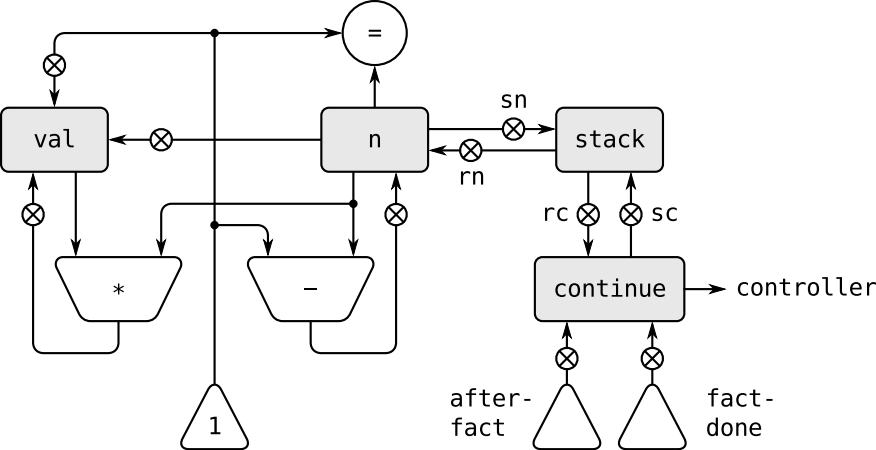 =
sn
val
n
stack
rn
rc
sc
*
–
continue
controller
after-
fact
fact-
done
1